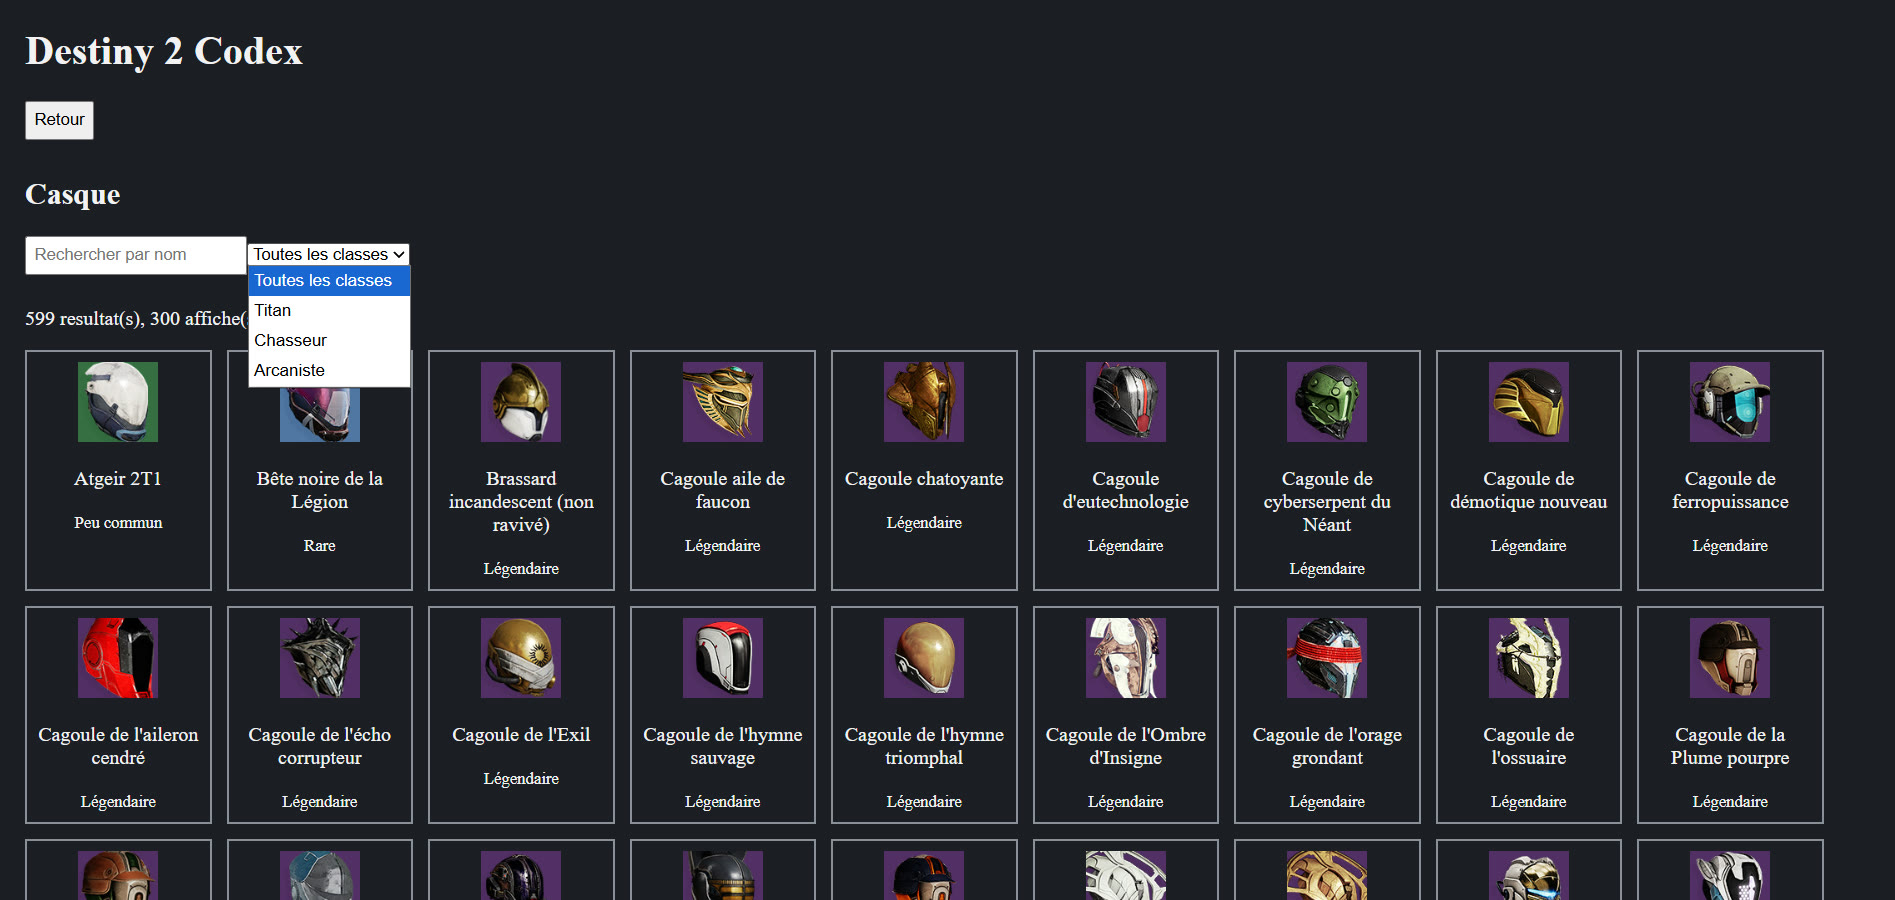 Destiny 2 Codex
Retour
Casque
Rechercher par nom
Toutes les classes
Toutes les classes
Titan
Chasseur
Arcaniste
599 resultat(s), 300 affiche(
Atgeir 2T1
Peu commun
Bête noire de la
Légion
Rare
Brassard
incandescent (non
ravivé)
Légendaire
Cagoule aile de
faucon
Légendaire
Cagoule chatoyante
Légendaire
Cagoule
d'eutechnologie
Légendaire
Cagoule de
cyberserpent du
Néant
Légendaire
Cagoule de
démotique nouveau
Légendaire
Cagoule de
ferropuissance
Légendaire
Cagoule de l'aileron
cendré
Légendaire
Cagoule de l'écho
corrupteur
Légendaire
Cagoule de l'Exil
Légendaire
Cagoule de l'hymne
sauvage
Légendaire
Cagoule de l'hymne
triomphal
Légendaire
Cagoule de l'Ombre
d'Insigne
Légendaire
Cagoule de l'orage
grondant
Légendaire
Cagoule de
l'ossuaire
Légendaire
Cagoule de la
Plume pourpre
Légendaire